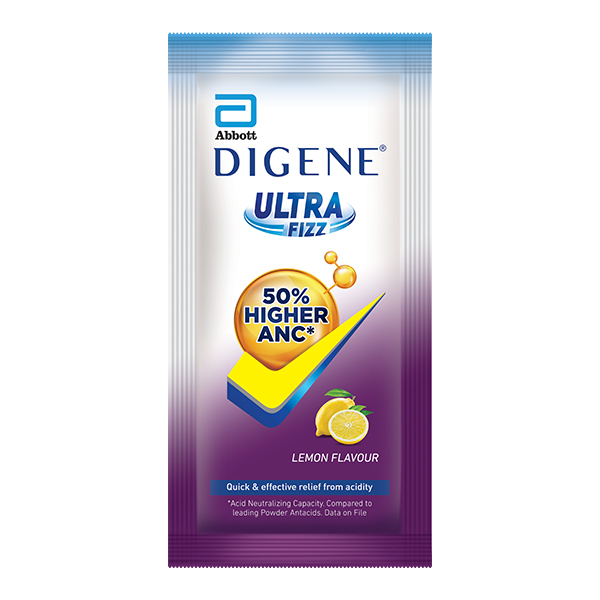 Abbott
DIGENE®
ULTRA
FIZZ
50%
HIGHER
ANC*
LEMON FLAVOUR
Quick & effective relief from acidity
*Acid Neutralizing Capacity. Compared to
leading Powder Antacids. Data on File